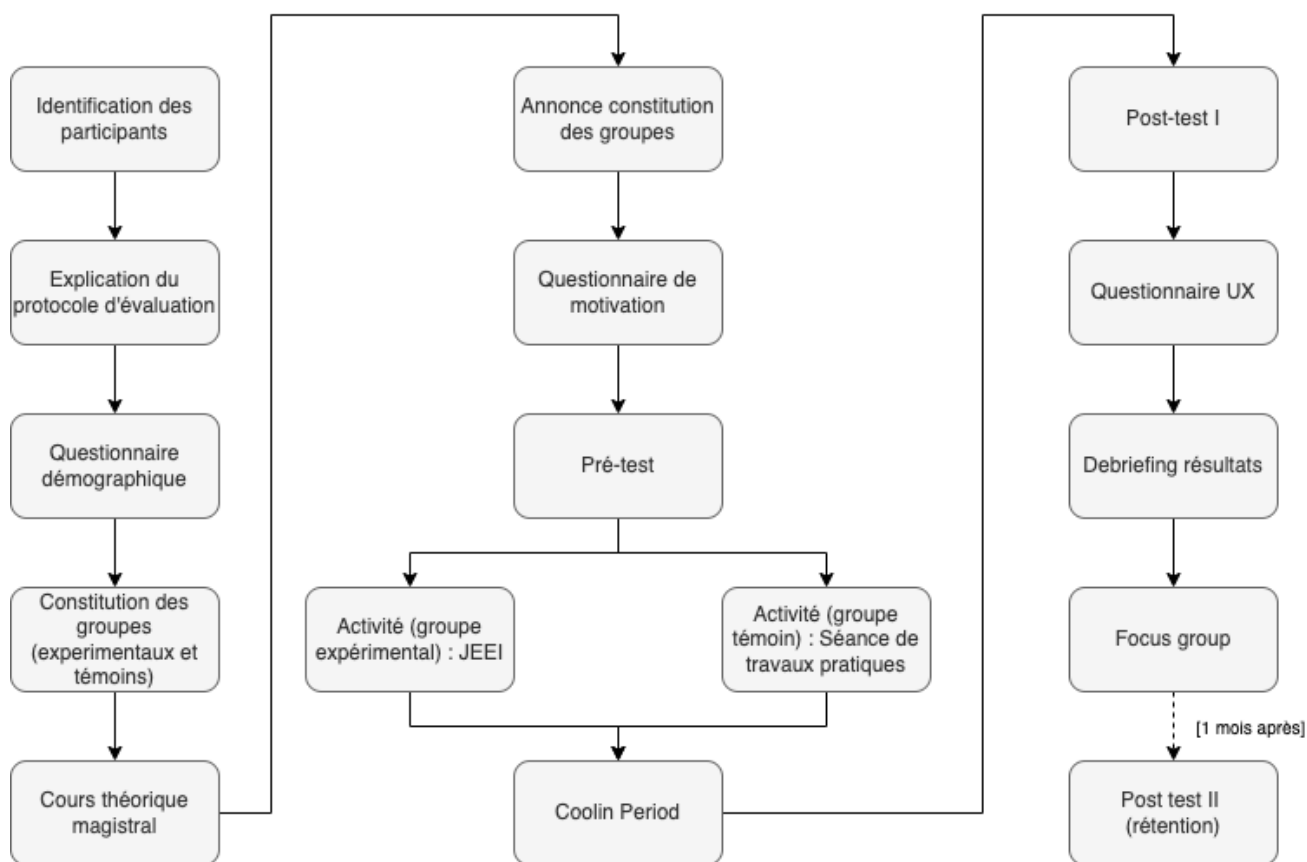 Identification des
participants
Explication du
protocole d'évaluation
Questionnaire
démographique
Constitution des
groupes
(experimentaux et
témoins)
Cours théorique
magistral
Annonce constitution
des groupes
Questionnaire de
motivation
Pré-test
Activité (groupe
expérimental) : JEEI
Activité (groupe
témoin) : Séance de
travaux pratiques
Coolin Period
Post-test I
Questionnaire UX
Debriefing résultats
Focus group
[1 mois après]
Post test II
(rétention)